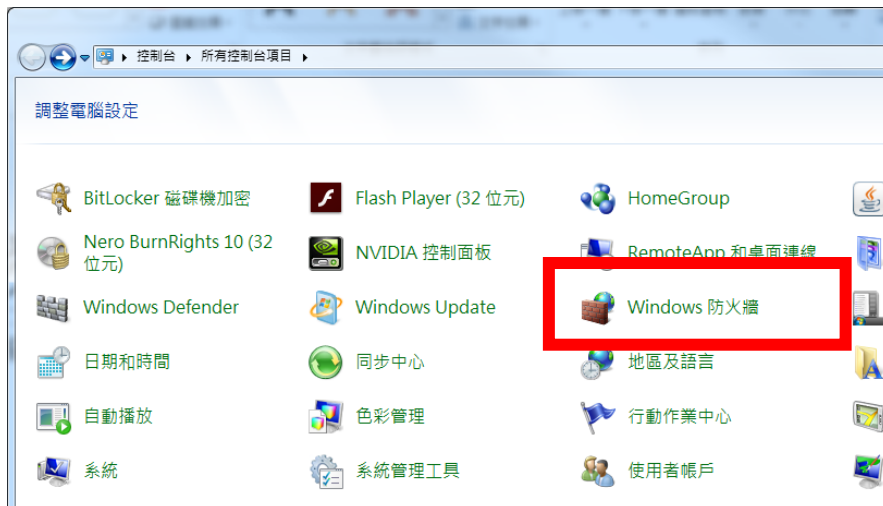 控制台 ▸ 所有控制台項目 ▸
調整電腦設定
BitLocker 磁碟機加密
Flash Player (32 位元)
HomeGroup
Nero BurnRights 10 (32
位元)
NVIDIA 控制面板
RemoteApp 和桌面連線
Windows Defender
Windows Update
Windows 防火牆
日期和時間
同步中心
地區及語言
自動播放
色彩管理
行動作業中心
系統
系統管理工具
使用者帳戶